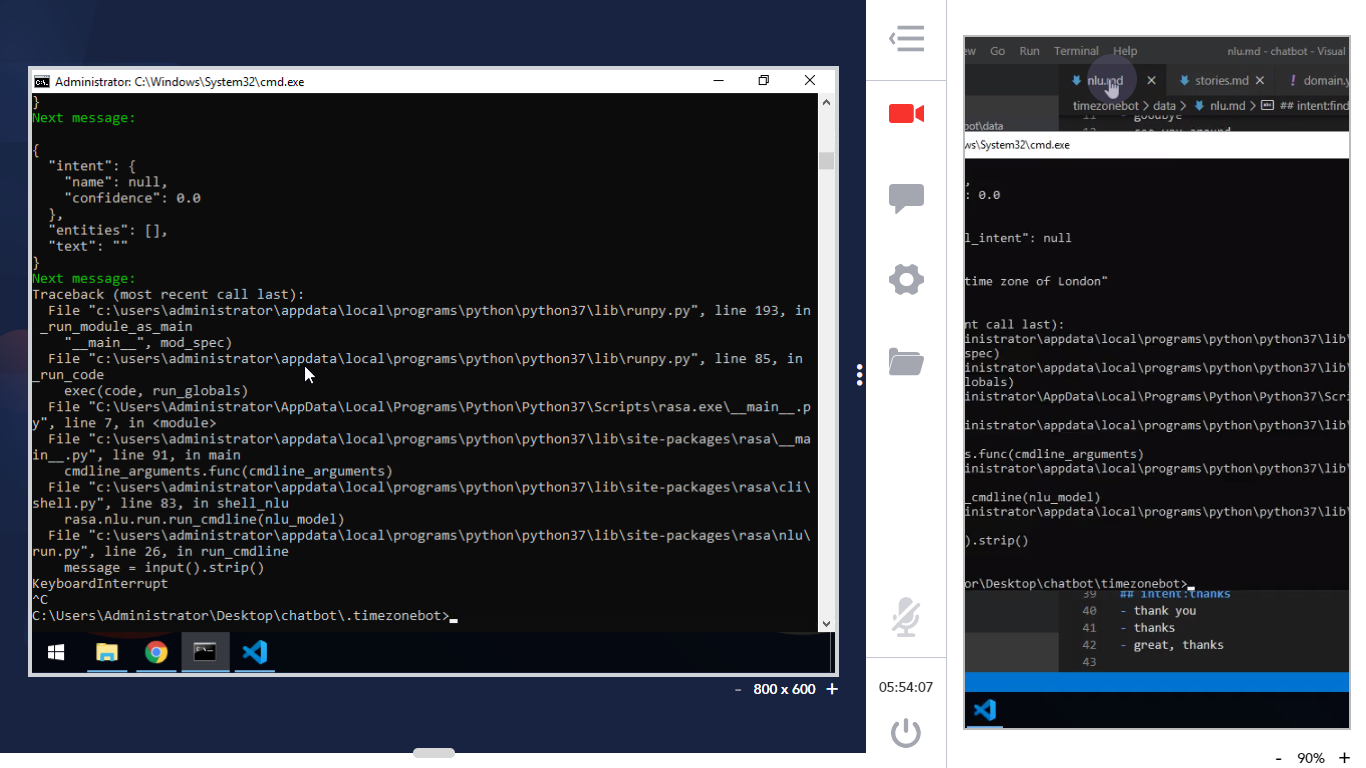 Administrator: C:\Windows\System32\cmd.exe
}
Next message:
{
"intent": {
"name": null,
"confidence": 0.0
},
"entities": [],
"text": ""
}
Next message:
Traceback (most recent call last):
File "c:\users\administrator\appdata\local\programs\python\python37\lib\runpy.py", line 193, in
_run_module_as_main
"__main__", mod_spec)
File "c:\users\administrator\appdata\local\programs\python\python37\lib\runpy.py", line 85, in
_run_code
exec(code, run_globals)
File "C:\Users\Administrator\AppData\Local\Programs\Python\Python37\Scripts\rasa.exe\__main__.p
y", line 7, in <module>
File "c:\users\administrator\appdata\local\programs\python\python37\lib\site-packages\rasa\__ma
in__.py", line 91, in main
cmdline_arguments.func(cmdline_arguments)
File "c:\users\administrator\appdata\local\programs\python\python37\lib\site-packages\rasa\cli\
shell.py", line 83, in shell_nlu
rasa.nlu.run.run_cmdline(nlu_model)
File "c:\users\administrator\appdata\local\programs\python\python37\lib\site-packages\rasa\nlu\
run.py", line 26, in run_cmdline
message = input().strip()
KeyboardInterrupt
^C
C:\Users\Administrator\Desktop\chatbot\.timezonebot>
- 800 x 600 +
05:54:07
ew Go Run Terminal Help nlu.md - chatbot - Visual
nlu.md stories.md domain.y
timezonebot > data > nlu.md > ## intent:find
bot\data
11 - goodbye
12 - see you around
ws\System32\cmd.exe
,
: 0.0
l_intent": null
time zone of London"
nt call last):
inistrator\appdata\local\programs\python\python37\lib\
spec)
inistrator\appdata\local\programs\python\python37\lib\
lobals)
inistrator\AppData\Local\Programs\Python\Python37\Scri
inistrator\appdata\local\programs\python\python37\lib\
s.func(cmdline_arguments)
inistrator\appdata\local\programs\python\python37\lib\
_cmdline(nlu_model)
inistrator\appdata\local\programs\python\python37\lib\
).strip()
or\Desktop\chatbot\timezonebot>
39 ## intent:thanks
40 - thank you
41 - thanks
42 - great, thanks
43
- 90% +